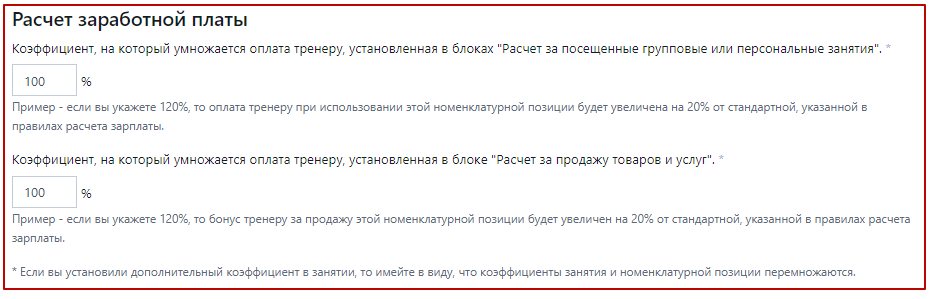 Расчет заработной платы
Коэффициент, на который умножается оплата тренеру, установленная в блоках "Расчет за посещенные групповые или персональные занятия". *
100 %
Пример - если вы укажете 120%, то оплата тренеру при использовании этой номенклатурной позиции будет увеличена на 20% от стандартной, указанной в
правилах расчета зарплаты.
Коэффициент, на который умножается оплата тренеру, установленная в блоке "Расчет за продажу товаров и услуг". *
100 %
Пример - если вы укажете 120%, то бонус тренеру за продажу этой номенклатурной позиции будет увеличен на 20% от стандартной, указанной в правилах расчета
зарплаты.
* Если вы установили дополнительный коэффициент в занятии, то имейте в виду, что коэффициенты занятия и номенклатурной позиции перемножаются.